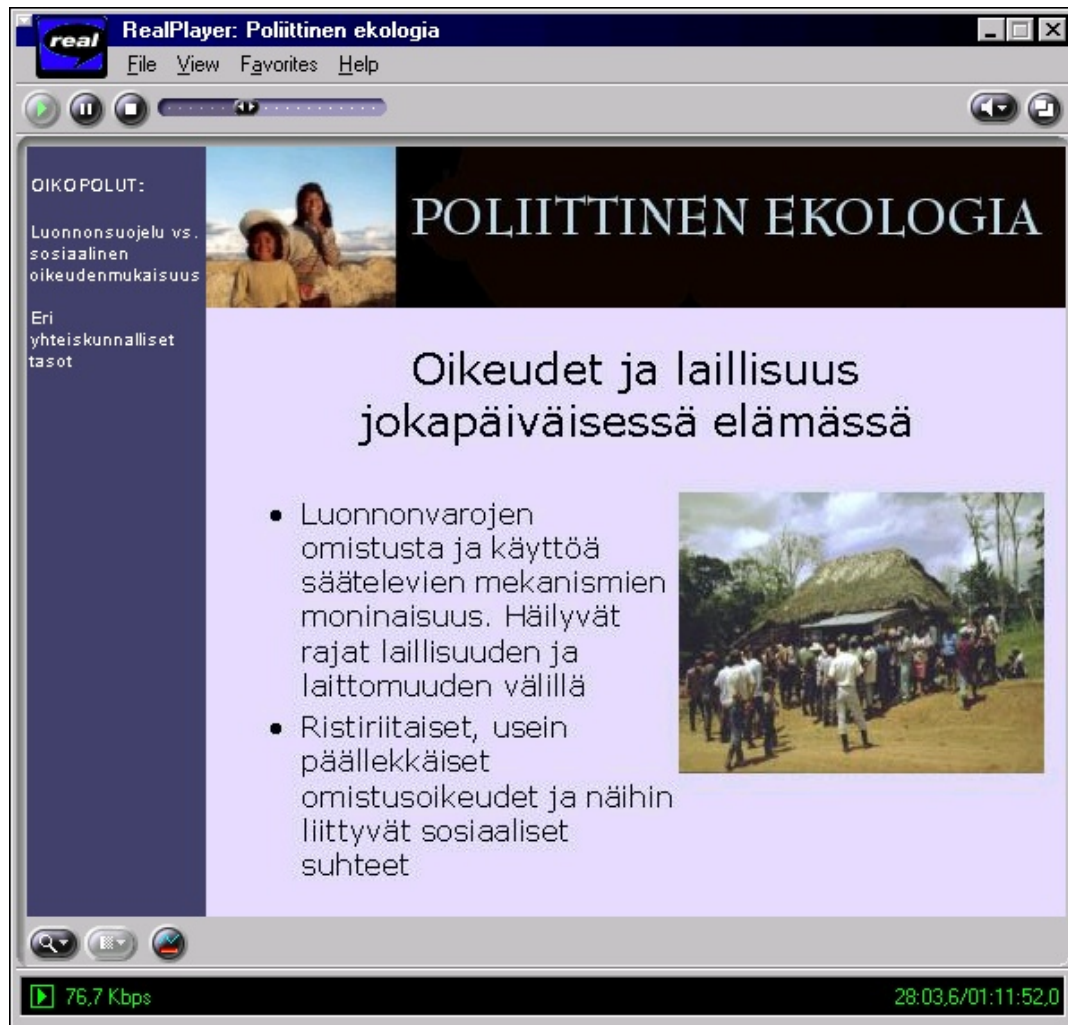 real
RealPlayer: Poliittinen ekologia
File View Favorites Help
OIKOPOLUT:
Luonnonsuojelu vs.
sosiaalinen
oikeudenmukaisuus
Eri
yhteiskunnalliset
tasot
POLIITTINEN EKOLOGIA
Oikeudet ja laillisuus
jokapäiväisessä elämässä
• Luonnonvarojen
omistusta ja käyttöä
säätelevien mekanismien
moninaisuus. Häilyvät
rajat laillisuuden ja
laittomuuden välillä
• Ristiriitaiset, usein
päällekkäiset
omistusoikeudet ja näihin
liittyvät sosiaaliset
suhteet
76,7 Kbps
28:03,6/01:11:52,0